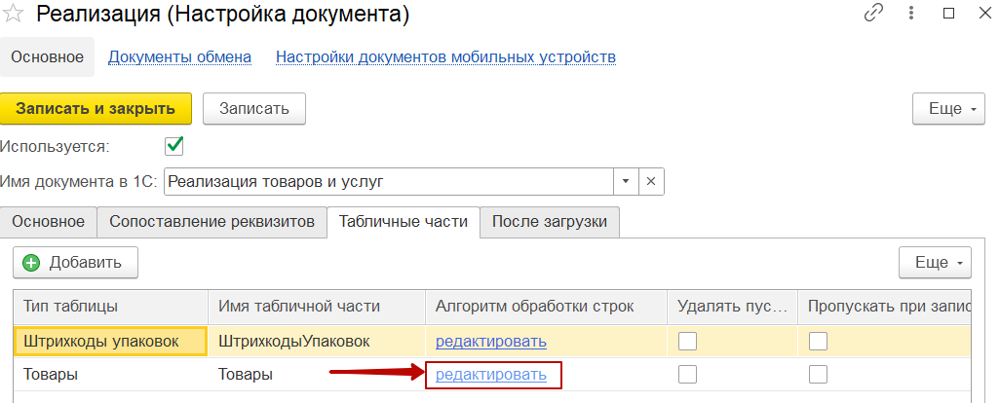 Реализация (Настройка документа)
Основное Документы обмена Настройки документов мобильных устройств
Записать и закрыть Записать Еще
Используется:
Имя документа в 1С: Реализация товаров и услуг
Основное Сопоставление реквизитов Табличные части После загрузки
Добавить Еще
Тип таблицы Имя табличной части Алгоритм обработки строк Удалять пус... Пропускать при запис
Штрихкоды упаковок ШтрихкодыУпаковок редактировать
Товары Товары редактировать